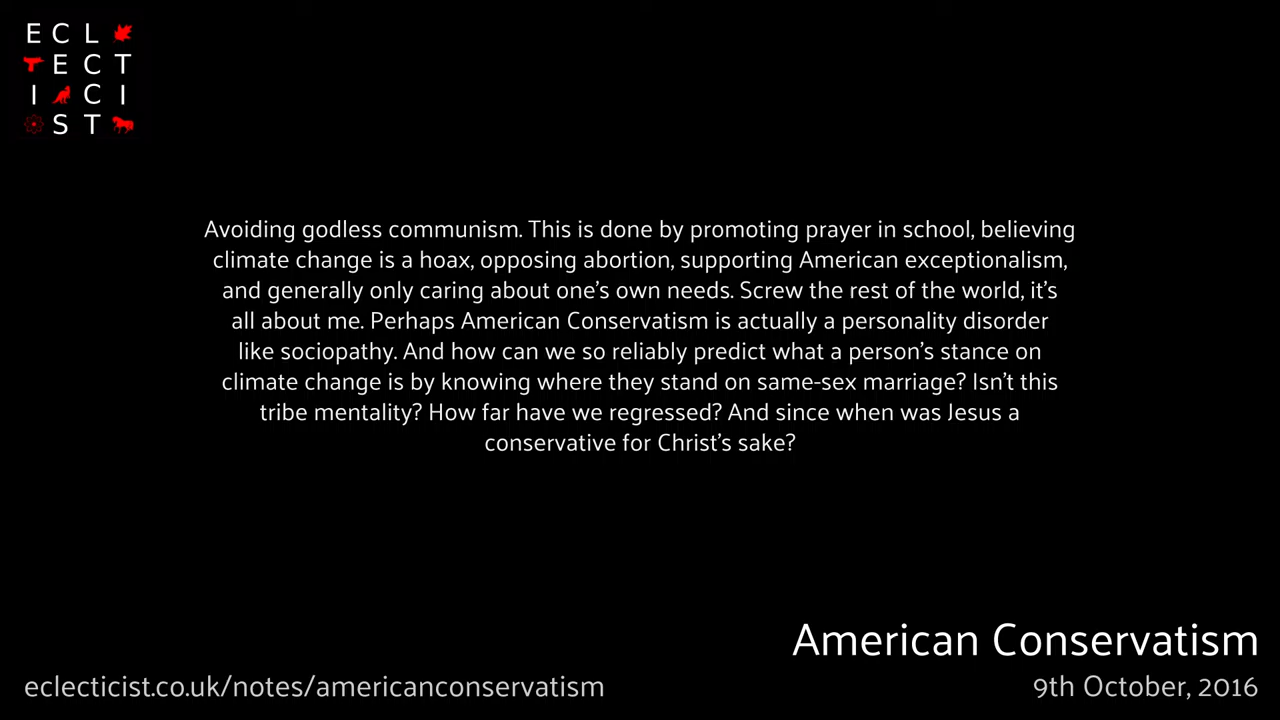 E C L
E C T
I C I
S T
Avoiding godless communism. This is done by promoting prayer in school, believing
climate change is a hoax, opposing abortion, supporting American exceptionalism,
and generally only caring about one's own needs. Screw the rest of the world, it's
all about me. Perhaps American Conservatism is actually a personality disorder
like sociopathy. And how can we so reliably predict what a person's stance on
climate change is by knowing where they stand on same-sex marriage? Isn't this
tribe mentality? How far have we regressed? And since when was Jesus a
conservative for Christ's sake?
American Conservatism
eclecticist.co.uk/notes/americanconservatism
9th October, 2016